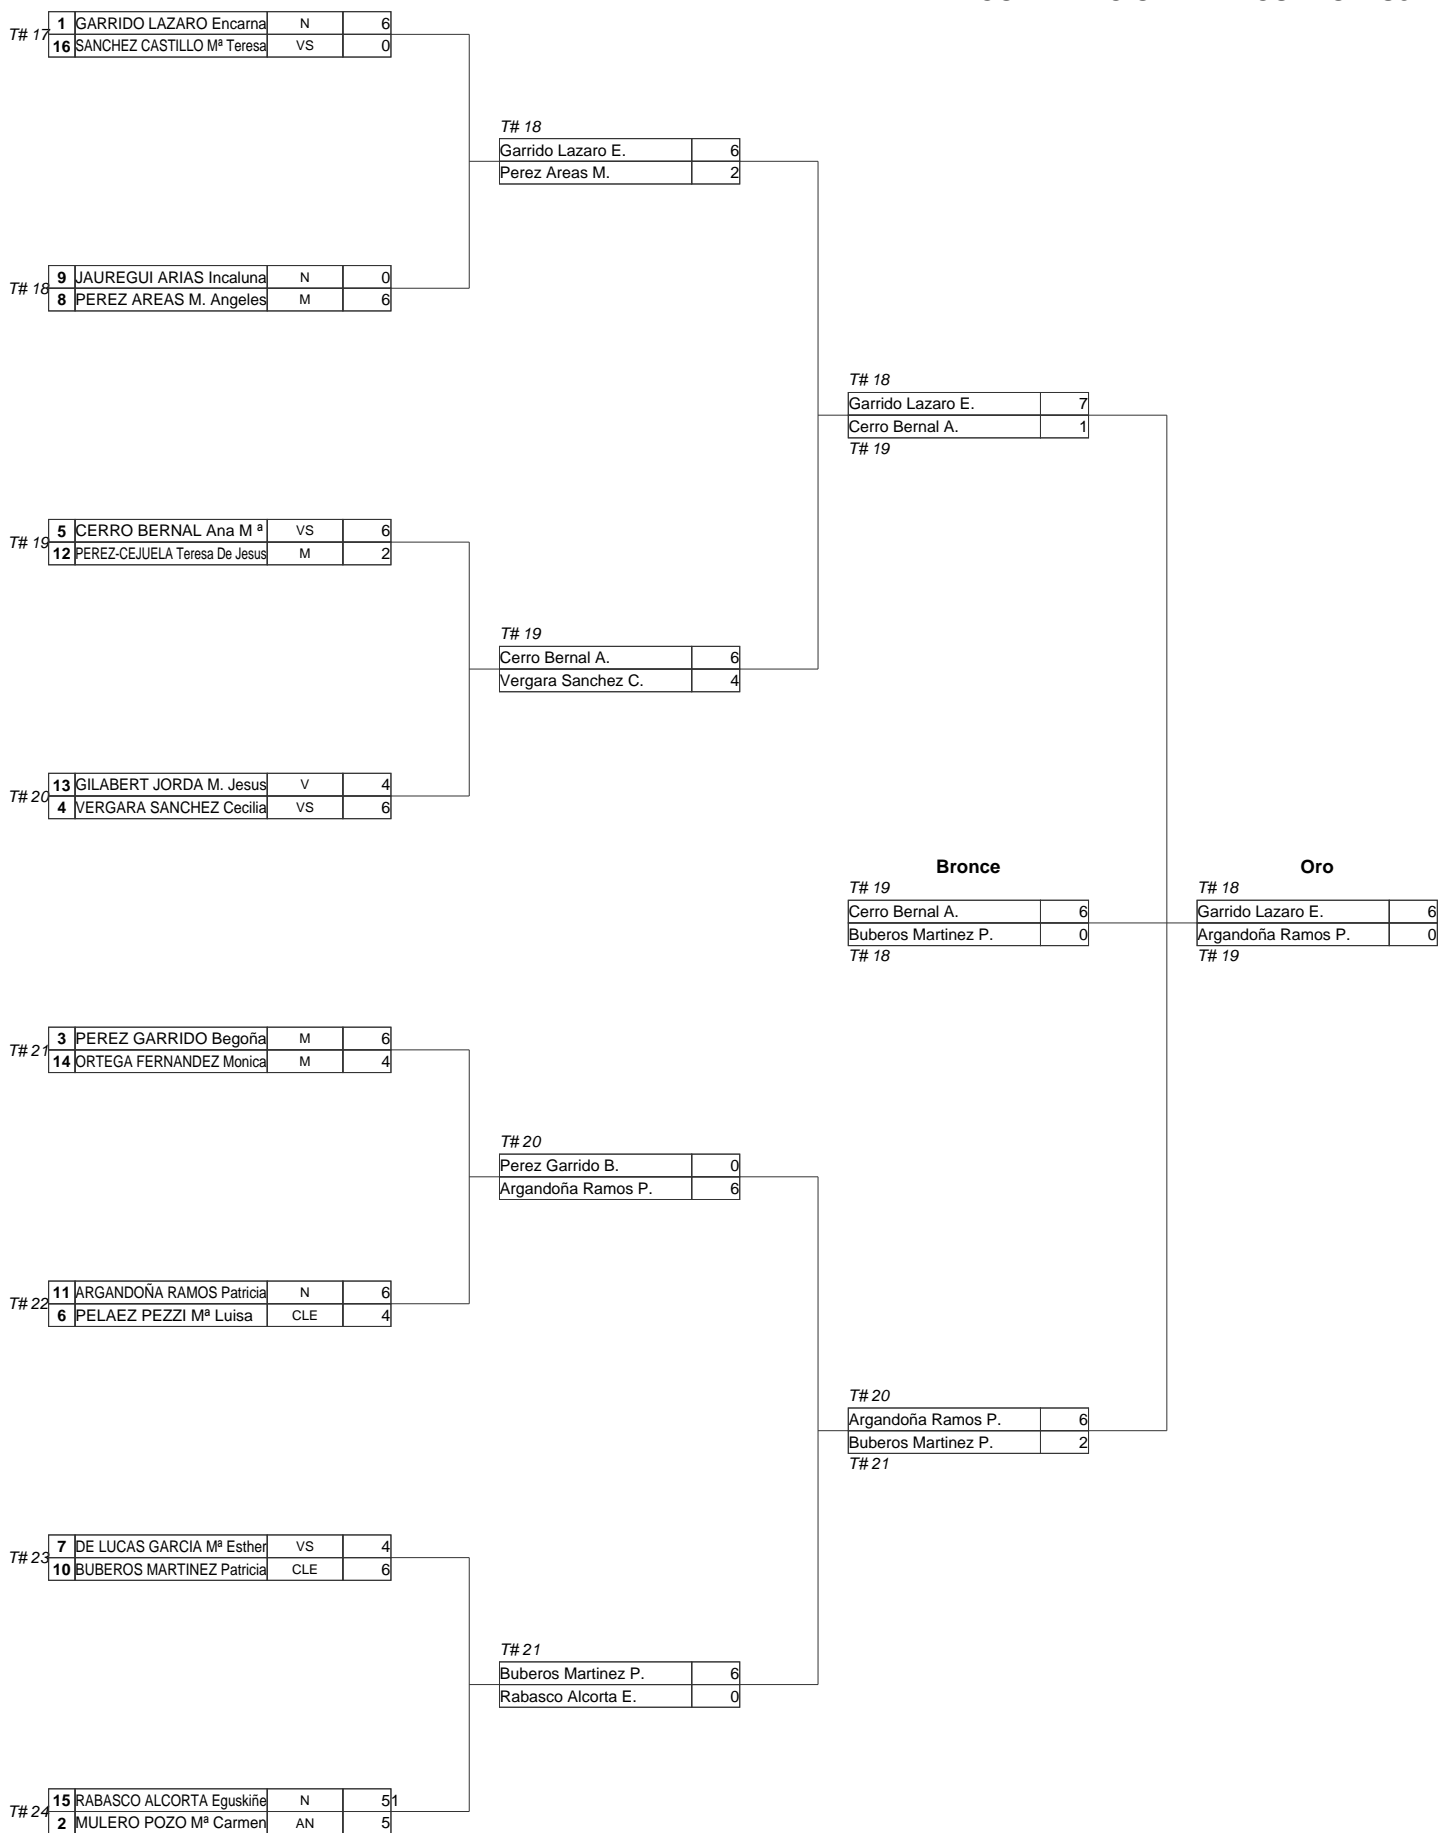 T# 17
1 GARRIDO LAZARO Encarna N 6
16 SANCHEZ CASTILLO Mª Teresa VS 0
T# 18
Garrido Lazaro E. 6
Perez Areas M. 2
T# 18
9 JAUREGUI ARIAS Incaluna N 0
8 PEREZ AREAS M. Angeles M 6
T# 18
Garrido Lazaro E. 7
Cerro Bernal A. 1
T# 19
T# 19
5 CERRO BERNAL Ana M ª VS 6
12 PEREZ-CEJUELA Teresa De Jesus M 2
T# 19
Cerro Bernal A. 6
Vergara Sanchez C. 4
T# 20
13 GILABERT JORDA M. Jesus V 4
4 VERGARA SANCHEZ Cecilia VS 6
Bronce
T# 19
Cerro Bernal A. 6
Buberos Martinez P. 0
T# 18
Oro
T# 18
Garrido Lazaro E. 6
Argandoña Ramos P. 0
T# 19
T# 21
3 PEREZ GARRIDO Begoña M 6
14 ORTEGA FERNANDEZ Monica M 4
T# 20
Perez Garrido B. 0
Argandoña Ramos P. 6
T# 22
11 ARGANDOÑA RAMOS Patricia N 6
6 PELAEZ PEZZI Mª Luisa CLE 4
T# 20
Argandoña Ramos P. 6
Buberos Martinez P. 2
T# 21
T# 23
7 DE LUCAS GARCIA Mª Esther VS 4
10 BUBEROS MARTINEZ Patricia CLE 6
T# 21
Buberos Martinez P. 6
Rabasco Alcorta E. 0
T# 24
15 RABASCO ALCORTA Eguskiñe N 5 1
2 MULERO POZO Mª Carmen AN 5